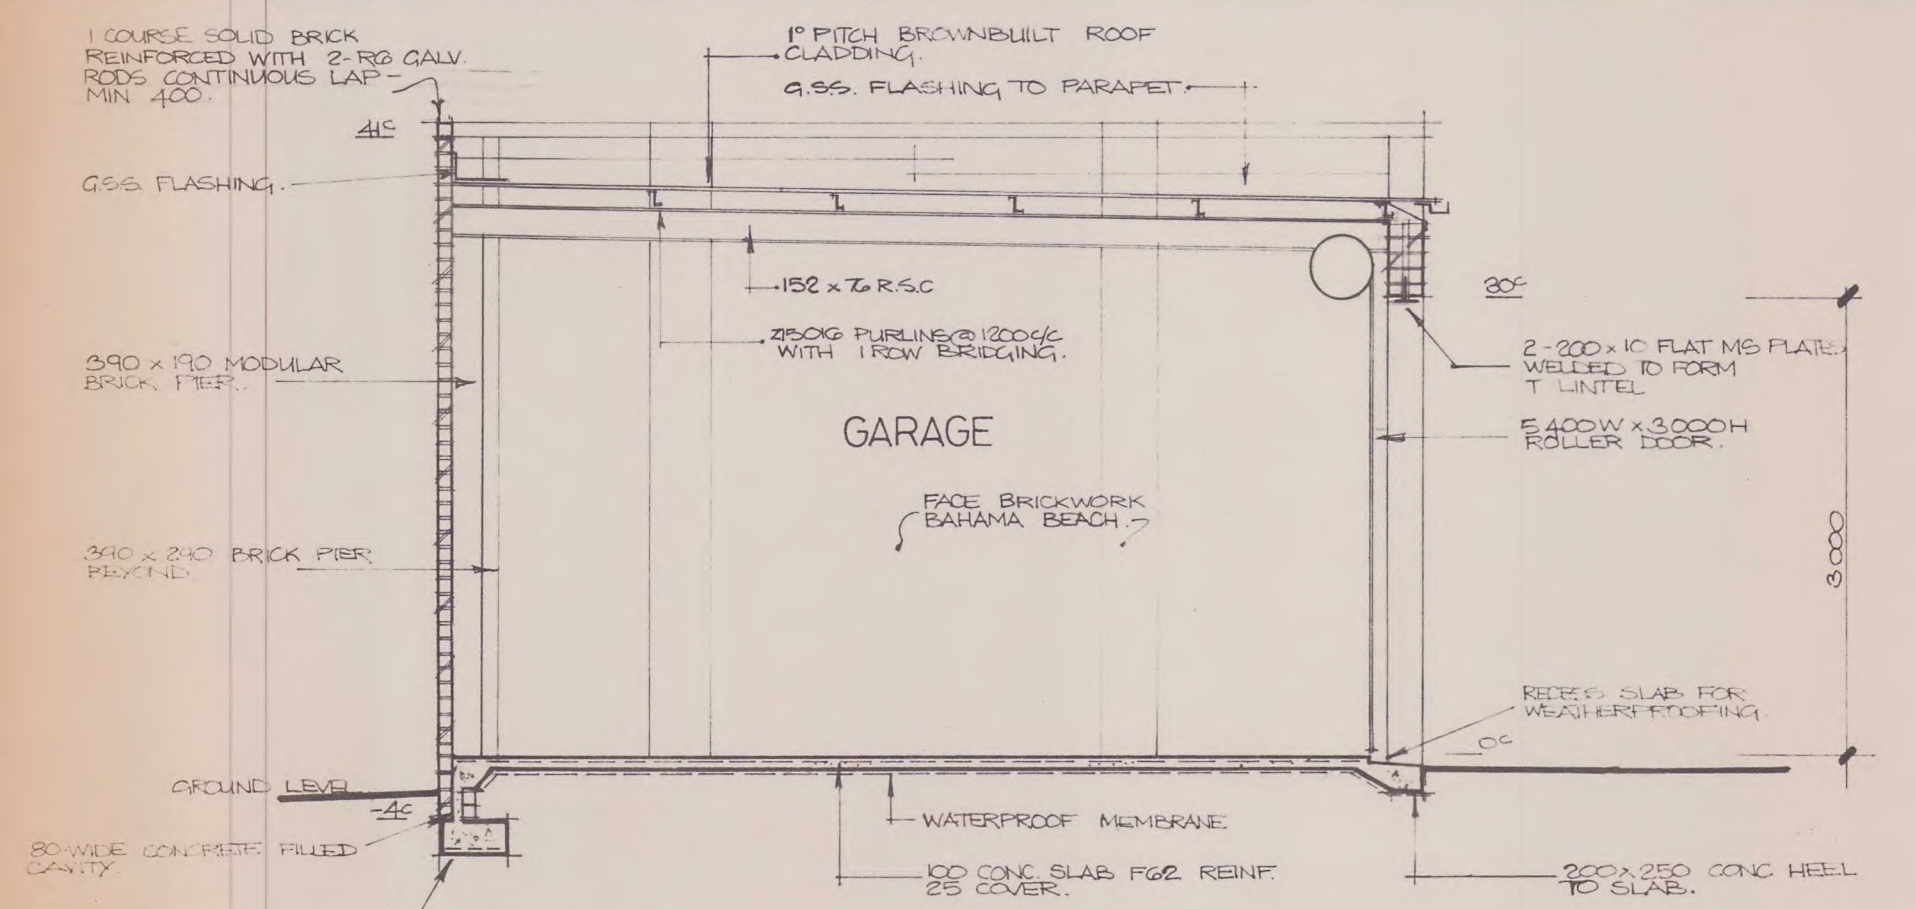 1 COURSE SOLID BRICK
REINFORCED WITH 2-R6 GALV.
RODS CONTINUOUS LAP
MIN 400.
1° PITCH BROWNBUILT ROOF
CLADDING.
G.S.S. FLASHING TO PARAPET.
41c
G.S.S. FLASHING.
152 x 76 R.S.C
Z15016 PURLINS @ 1200 c/c
WITH 1 ROW BRIDGING.
30c
390 x 190 MODULAR
BRICK PIER.
2-200 x 10 FLAT MS PLATE
WELDED TO FORM
T LINTEL
GARAGE
5400W x 3000H
ROLLER DOOR.
FACE BRICKWORK
BAHAMA BEACH.
390 x 290 BRICK PIER
BEYOND.
3000
RECESS SLAB FOR
WEATHERPROOFING.
0c
GROUND LEVEL
-4c
WATERPROOF MEMBRANE
80 WIDE CONCRETE FILLED
CAVITY.
100 CONC. SLAB F62 REINF.
25 COVER.
200 x 250 CONC HEEL
TO SLAB.